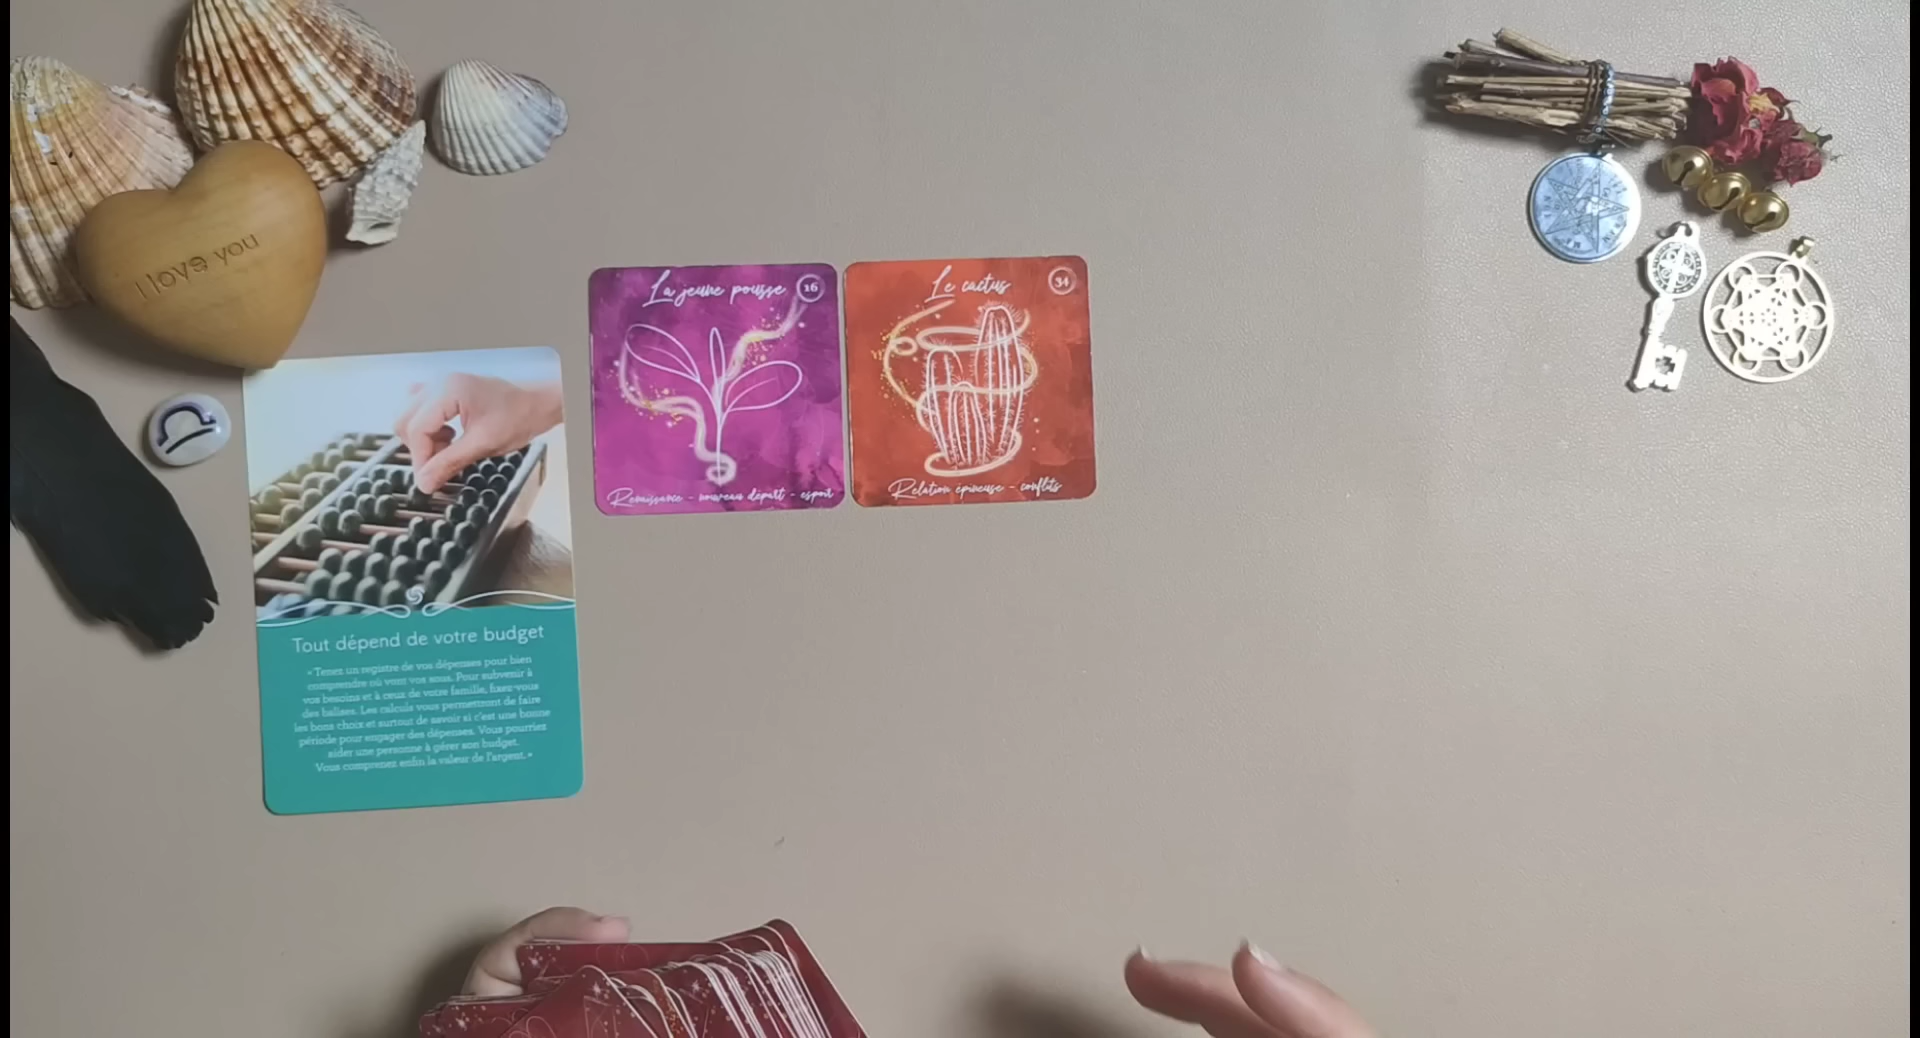 I love you
La jeune pousse
16
Renaissance - nouveau départ - espoir
Le cactus
34
Relation épineuse - conflits
Tout dépend de votre budget
« Tenez un registre de vos dépenses pour bien
comprendre où vont vos sous. Pour subvenir à
vos besoins et à ceux de votre famille, fixez-vous
des balises. Les calculs vous permettront de faire
les bons choix et surtout de savoir si c'est une bonne
période pour engager des dépenses. Vous pourriez
aider une personne à gérer son budget.
Vous comprenez enfin la valeur de l'argent. »